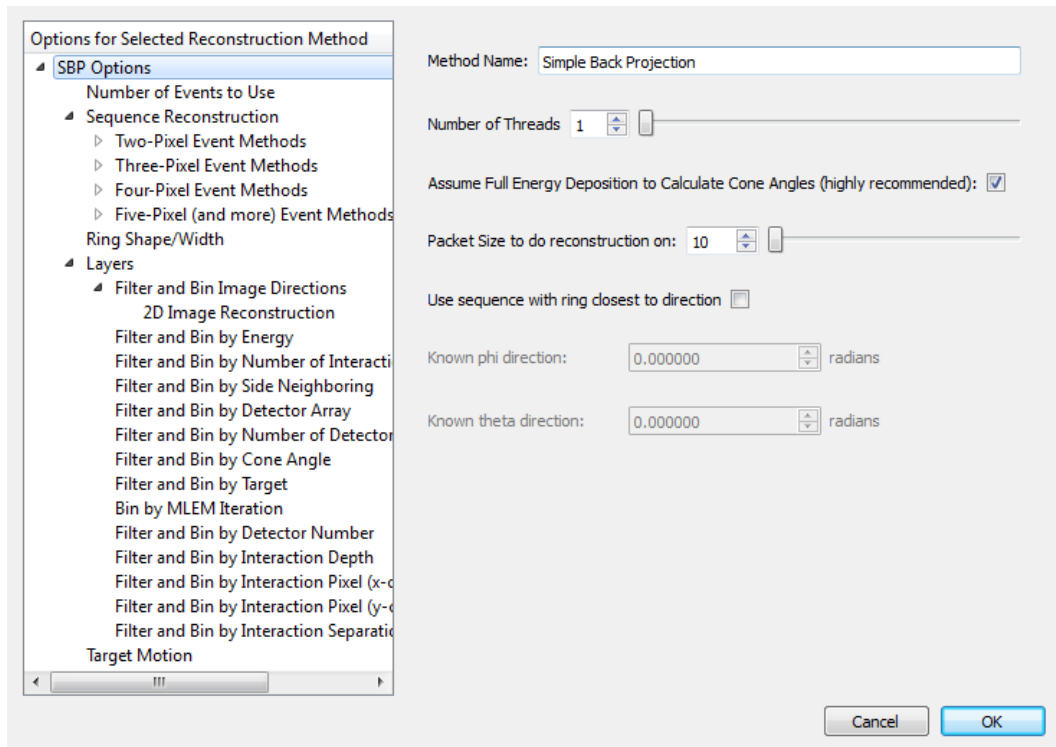 Options for Selected Reconstruction Method
SBP Options
Number of Events to Use
Sequence Reconstruction
Two-Pixel Event Methods
Three-Pixel Event Methods
Four-Pixel Event Methods
Five-Pixel (and more) Event Methods
Ring Shape/Width
Layers
Filter and Bin Image Directions
2D Image Reconstruction
Filter and Bin by Energy
Filter and Bin by Number of Interacti
Filter and Bin by Side Neighboring
Filter and Bin by Detector Array
Filter and Bin by Number of Detector
Filter and Bin by Cone Angle
Filter and Bin by Target
Bin by MLEM Iteration
Filter and Bin by Detector Number
Filter and Bin by Interaction Depth
Filter and Bin by Interaction Pixel (x-c
Filter and Bin by Interaction Pixel (y-c
Filter and Bin by Interaction Separatio
Target Motion
Method Name: Simple Back Projection
Number of Threads 1
Assume Full Energy Deposition to Calculate Cone Angles (highly recommended):
Packet Size to do reconstruction on: 10
Use sequence with ring closest to direction
Known phi direction: 0.000000 radians
Known theta direction: 0.000000 radians
Cancel OK